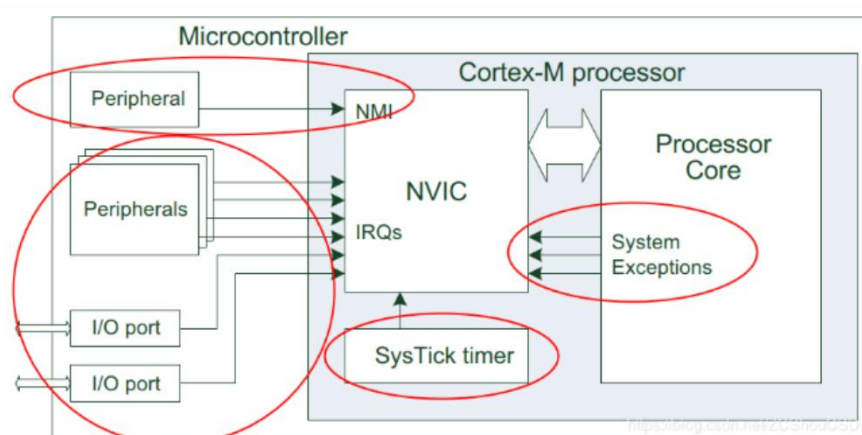 Microcontroller
Cortex-M processor
Peripheral
NMI
Processor
Core
NVIC
Peripherals
IRQs
System
Exceptions
I/O port
SysTick timer
I/O port